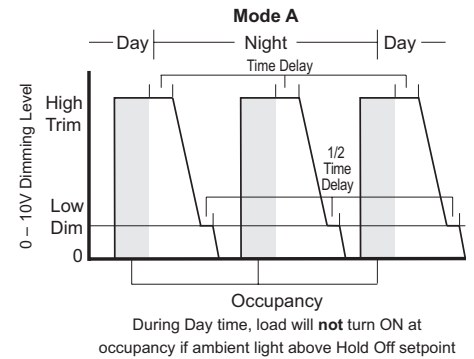 Mode A
Day
Night
Day
Time Delay
0 – 10V Dimming Level
High
Trim
1/2
Time
Delay
Low
Dim
0
Occupancy
During Day time, load will not turn ON at
occupancy if ambient light above Hold Off setpoint